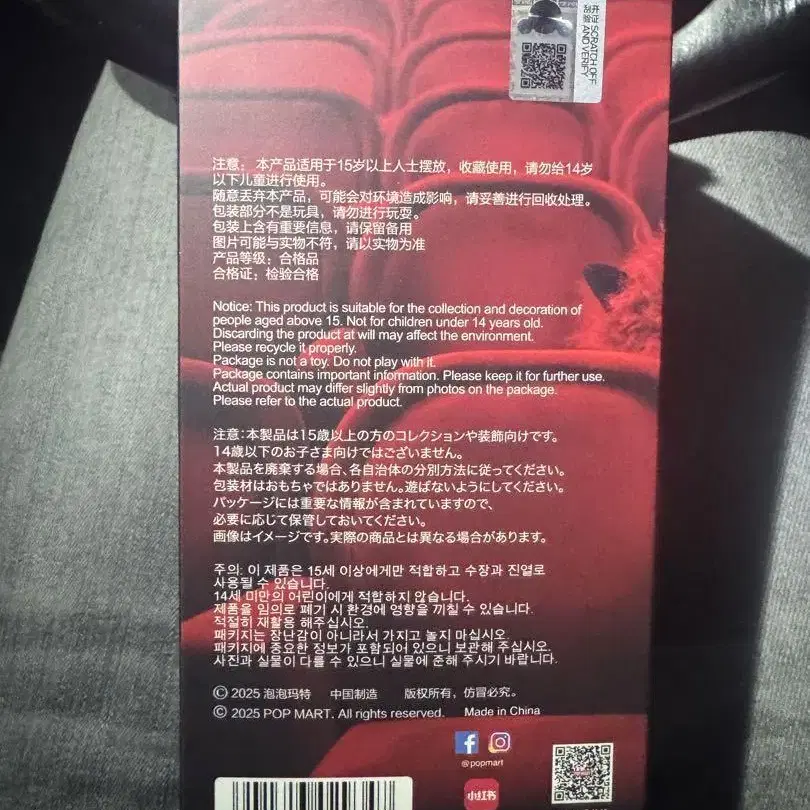 SCRATCH OFF
AND VERIFY
注意：本产品适用于15岁以上人士摆放，收藏使用，请勿给14岁
以下儿童进行使用。
随意丢弃本产品，可能会对环境造成影响，请妥善进行回收处理。
包装部分不是玩具，请勿进行玩耍。
包装上含有重要信息，请保留备用
图片可能与实物不符，请以实物为准
产品等级：合格品
合格证：检验合格
Notice: This product is suitable for the collection and decoration of
people aged above 15. Not for children under 14 years old.
Discarding the product at will may affect the environment.
Please recycle it properly.
Package is not a toy. Do not play with it.
Package contains important information. Please keep it for further use.
Actual product may differ slightly from photos on the package.
Please refer to the actual product.
注意:本製品は15歳以上の方のコレクションや装飾向けです。
14歳以下のお子さま向けではございません。
本製品を廃棄する場合、各自治体の分別方法に従ってください。
包装材はおもちゃではありません。遊ばないようにしてください。
パッケージには重要な情報が含まれていますので、
必要に応じて保管しておいてください。
画像はイメージです。実際の商品とは異なる場合があります。
주의: 이 제품은 15세 이상에게만 적합하고 수장과 진열로
사용될 수 있습니다.
14세 미만의 어린이에게 적합하지 않습니다.
제품을 임의로 폐기 시 환경에 영향을 끼칠 수 있습니다.
적절히 재활용 해주십시오.
패키지는 장난감이 아니라서 가지고 놀지 마십시오.
패키지에 중요한 정보가 포함되어 있으니 보관해 주십시오.
사진과 실물이 다를 수 있으니 실물에 준해 주시기 바랍니다.
© 2025 泡泡玛特 中国制造 版权所有，仿冒必究。
© 2025 POP MART. All rights reserved. Made in China
@popmart
小红书